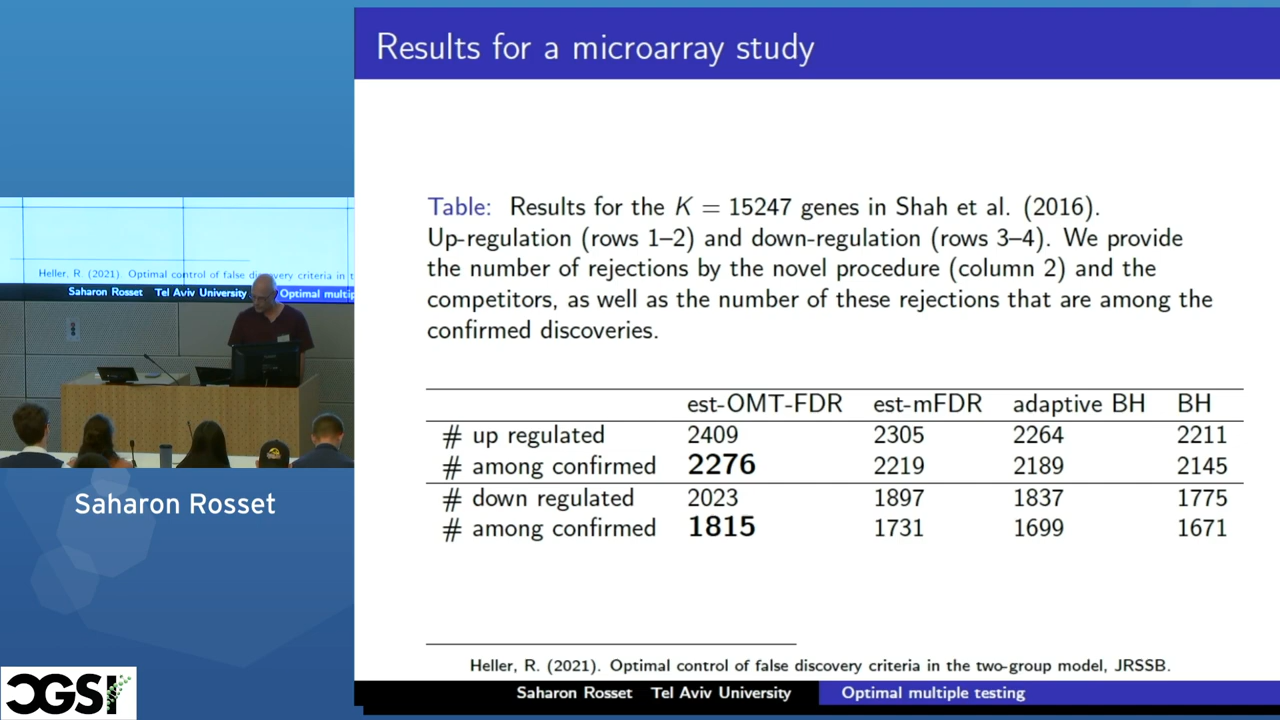 Results for a microarray study
Table: Results for the K = 15247 genes in Shah et al. (2016).
Up-regulation (rows 1–2) and down-regulation (rows 3–4). We provide
the number of rejections by the novel procedure (column 2) and the
competitors, as well as the number of these rejections that are among the
confirmed discoveries.
est-OMT-FDR est-mFDR adaptive BH BH
# up regulated 2409 2305 2264 2211
# among confirmed 2276 2219 2189 2145
# down regulated 2023 1897 1837 1775
# among confirmed 1815 1731 1699 1671
Heller, R. (2021). Optimal control of false discovery criteria in the two-group model, JRSSB.
Saharon Rosset Tel Aviv University Optimal multiple testing
Heller, R. (2021). Optimal control of false discovery criteria in t
Saharon Rosset Tel Aviv University Optimal multip
Saharon Rosset
CGSI